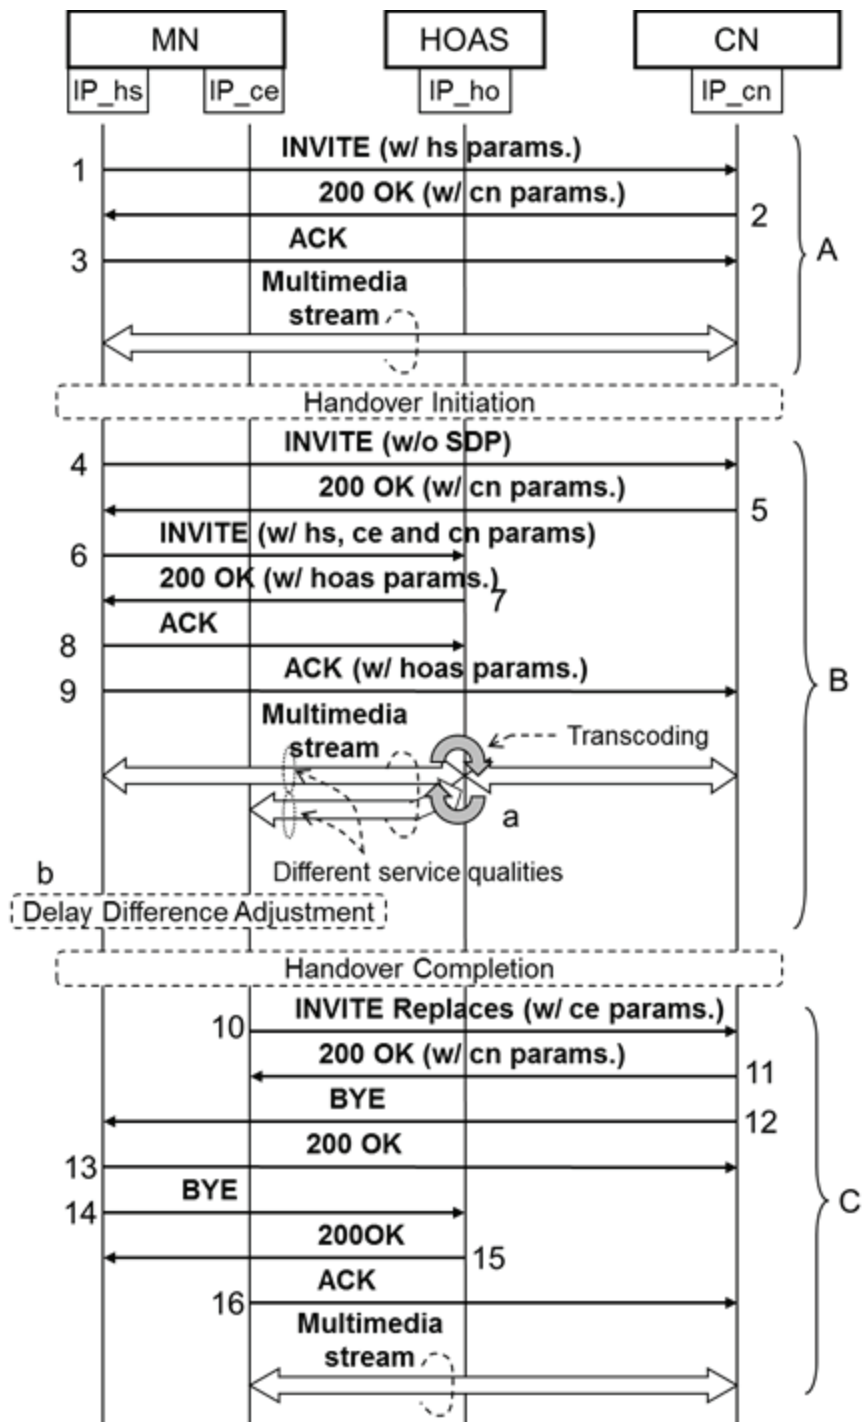 MN HOAS CN
IP_hs IP_ce IP_ho IP_cn
INVITE (w/ hs params.)
1
200 OK (w/ cn params.)
2
ACK
3
A
Multimedia
stream
Handover Initiation
INVITE (w/o SDP)
4
200 OK (w/ cn params.)
5
INVITE (w/ hs, ce and cn params)
6
200 OK (w/ hoas params.)
7
ACK
8
ACK (w/ hoas params.)
9
B
Multimedia
stream
Transcoding
a
Different service qualities
b
Delay Difference Adjustment
Handover Completion
INVITE Replaces (w/ ce params.)
10
200 OK (w/ cn params.)
11
BYE
12
200 OK
13
BYE
14
C
200OK
15
ACK
16
Multimedia
stream